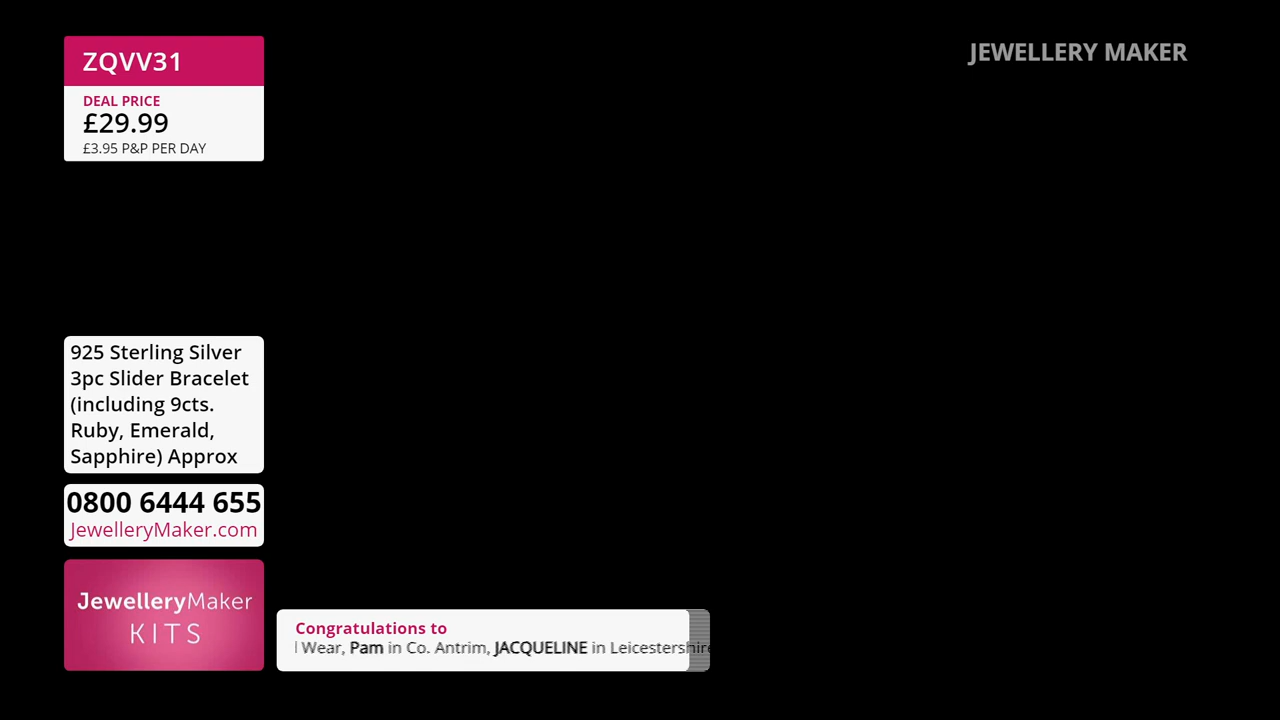 ZQVV31
DEAL PRICE
£29.99
£3.95 P&P PER DAY
JEWELLERY MAKER
925 Sterling Silver
3pc Slider Bracelet
(including 9cts.
Ruby, Emerald,
Sapphire) Approx
0800 6444 655
JewelleryMaker.com
JewelleryMaker
KITS
Congratulations to
Wear, Pam in Co. Antrim, JACQUELINE in Leicestershire